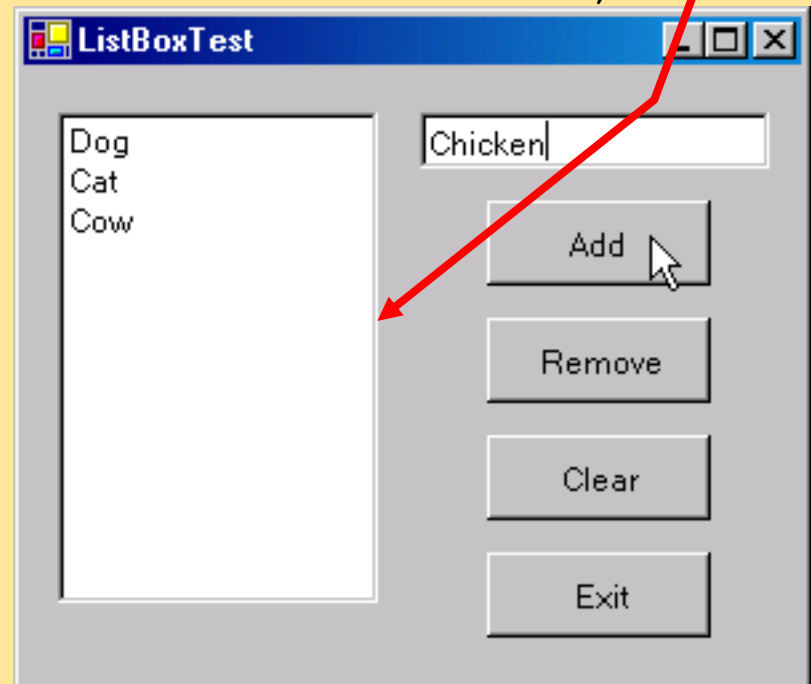 ListBoxTest
Dog
Cat
Cow
Chicken
Add
Remove
Clear
Exit